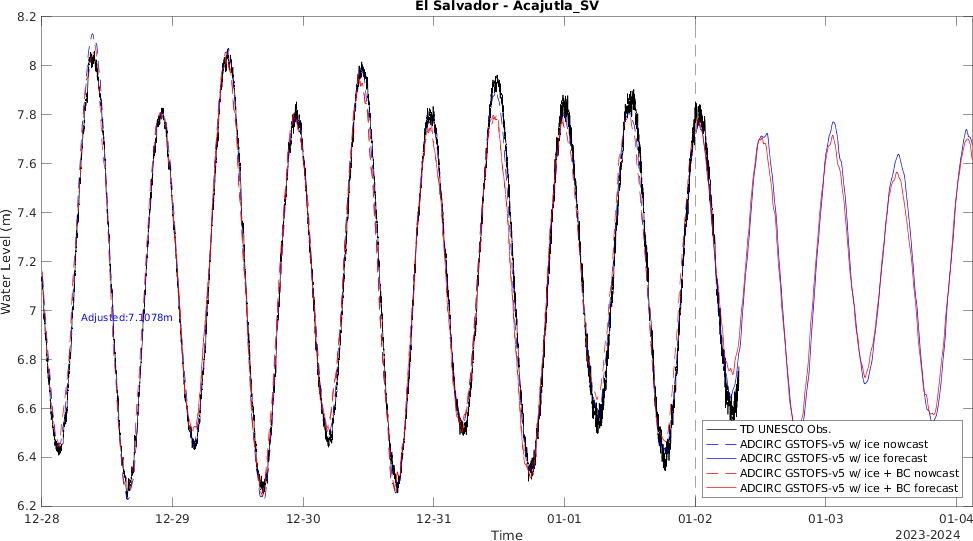 El Salvador - Acajutla_SV
8.2
8
7.8
7.6
7.4
7.2
7
6.8
6.6
6.4
6.2
Water Level (m)
Adjusted:7.1078m
TD UNESCO Obs.
ADCIRC GSTOFS-v5 w/ ice nowcast
ADCIRC GSTOFS-v5 w/ ice forecast
ADCIRC GSTOFS-v5 w/ ice + BC nowcast
ADCIRC GSTOFS-v5 w/ ice + BC forecast
12-28 12-29 12-30 12-31 01-01 01-02 01-03 01-04
Time
2023-2024